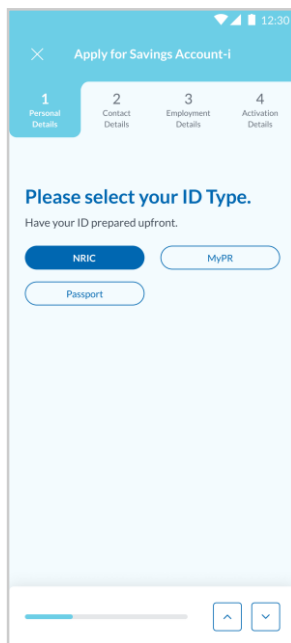 12:30
Apply for Savings Account-i
1
Personal
Details
2
Contact
Details
3
Employment
Details
4
Activation
Details
Please select your ID Type.
Have your ID prepared upfront.
NRIC
MyPR
Passport